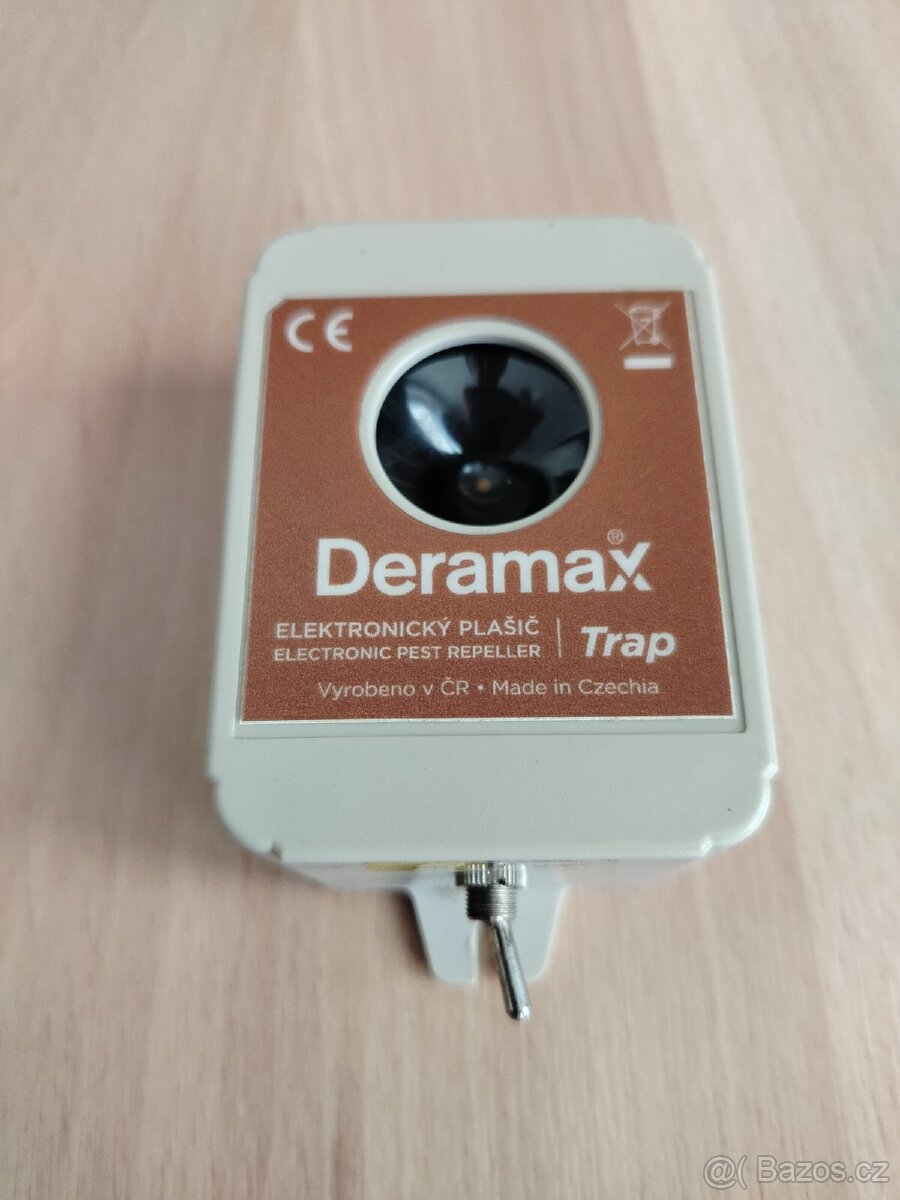 CE
Deramax®
ELEKTRONICKÝ PLAŠIČ
ELECTRONIC PEST REPELLER
Trap
Vyrobeno v ČR • Made in Czechia
@( Bazos.cz